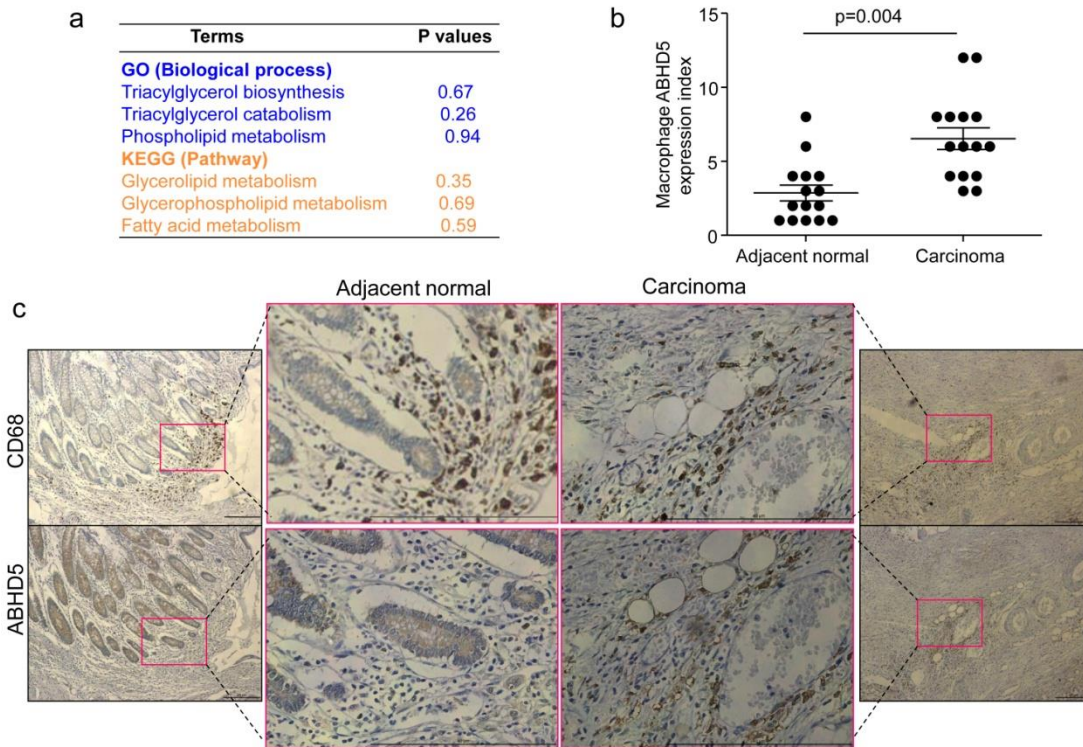 a
Terms P values
GO (Biological process)
Triacylglycerol biosynthesis 0.67
Triacylglycerol catabolism 0.26
Phospholipid metabolism 0.94
KEGG (Pathway)
Glycerolipid metabolism 0.35
Glycerophospholipid metabolism 0.69
Fatty acid metabolism 0.59
b
p=0.004
Macrophage ABHD5
expression index
15
10
5
0
Adjacent normal Carcinoma
c
Adjacent normal Carcinoma
CD68
ABHD5